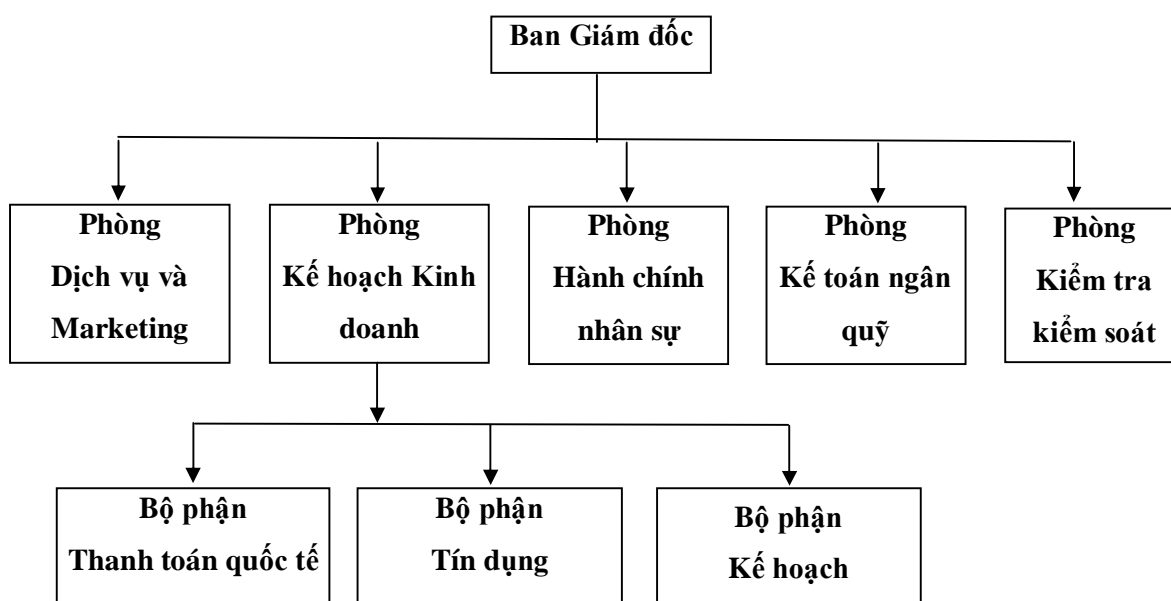 Ban Giám đốc
Phòng
Dịch vụ và
Marketing
Phòng
Kế hoạch Kinh
doanh
Phòng
Hành chính
nhân sự
Phòng
Kế toán ngân
quỹ
Phòng
Kiểm tra
kiểm soát
Bộ phận
Thanh toán quốc tế
Bộ phận
Tín dụng
Bộ phận
Kế hoạch